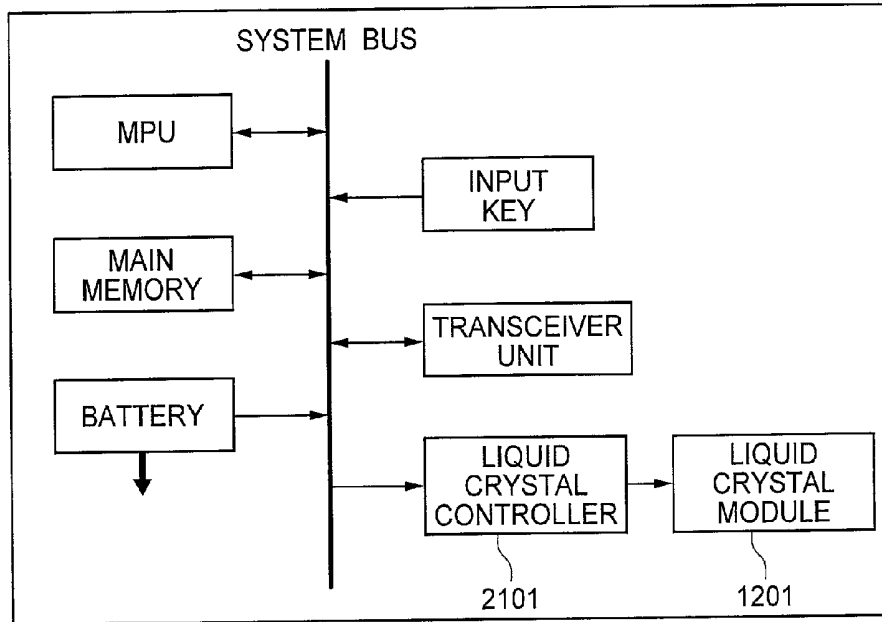 SYSTEM BUS
MPU
INPUT
KEY
MAIN
MEMORY
TRANSCEIVER
UNIT
BATTERY
LIQUID
CRYSTAL
CONTROLLER
LIQUID
CRYSTAL
MODULE
2101
1201